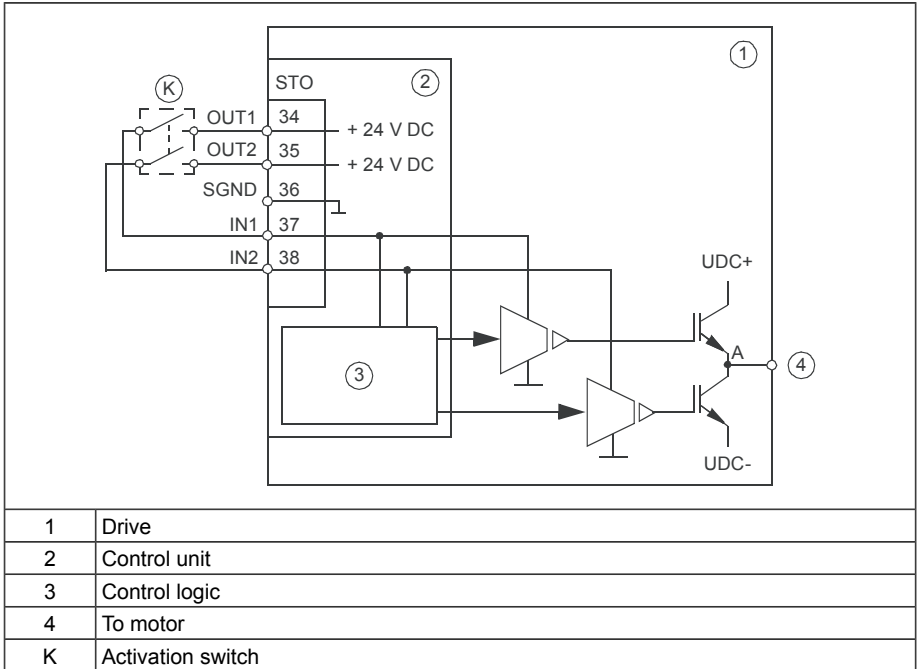 1
STO
2
K
OUT1 34 + 24 V DC
OUT2 35 + 24 V DC
SGND 36
IN1 37
IN2 38
UDC+
A
3
4
UDC-
1 Drive
2 Control unit
3 Control logic
4 To motor
K Activation switch